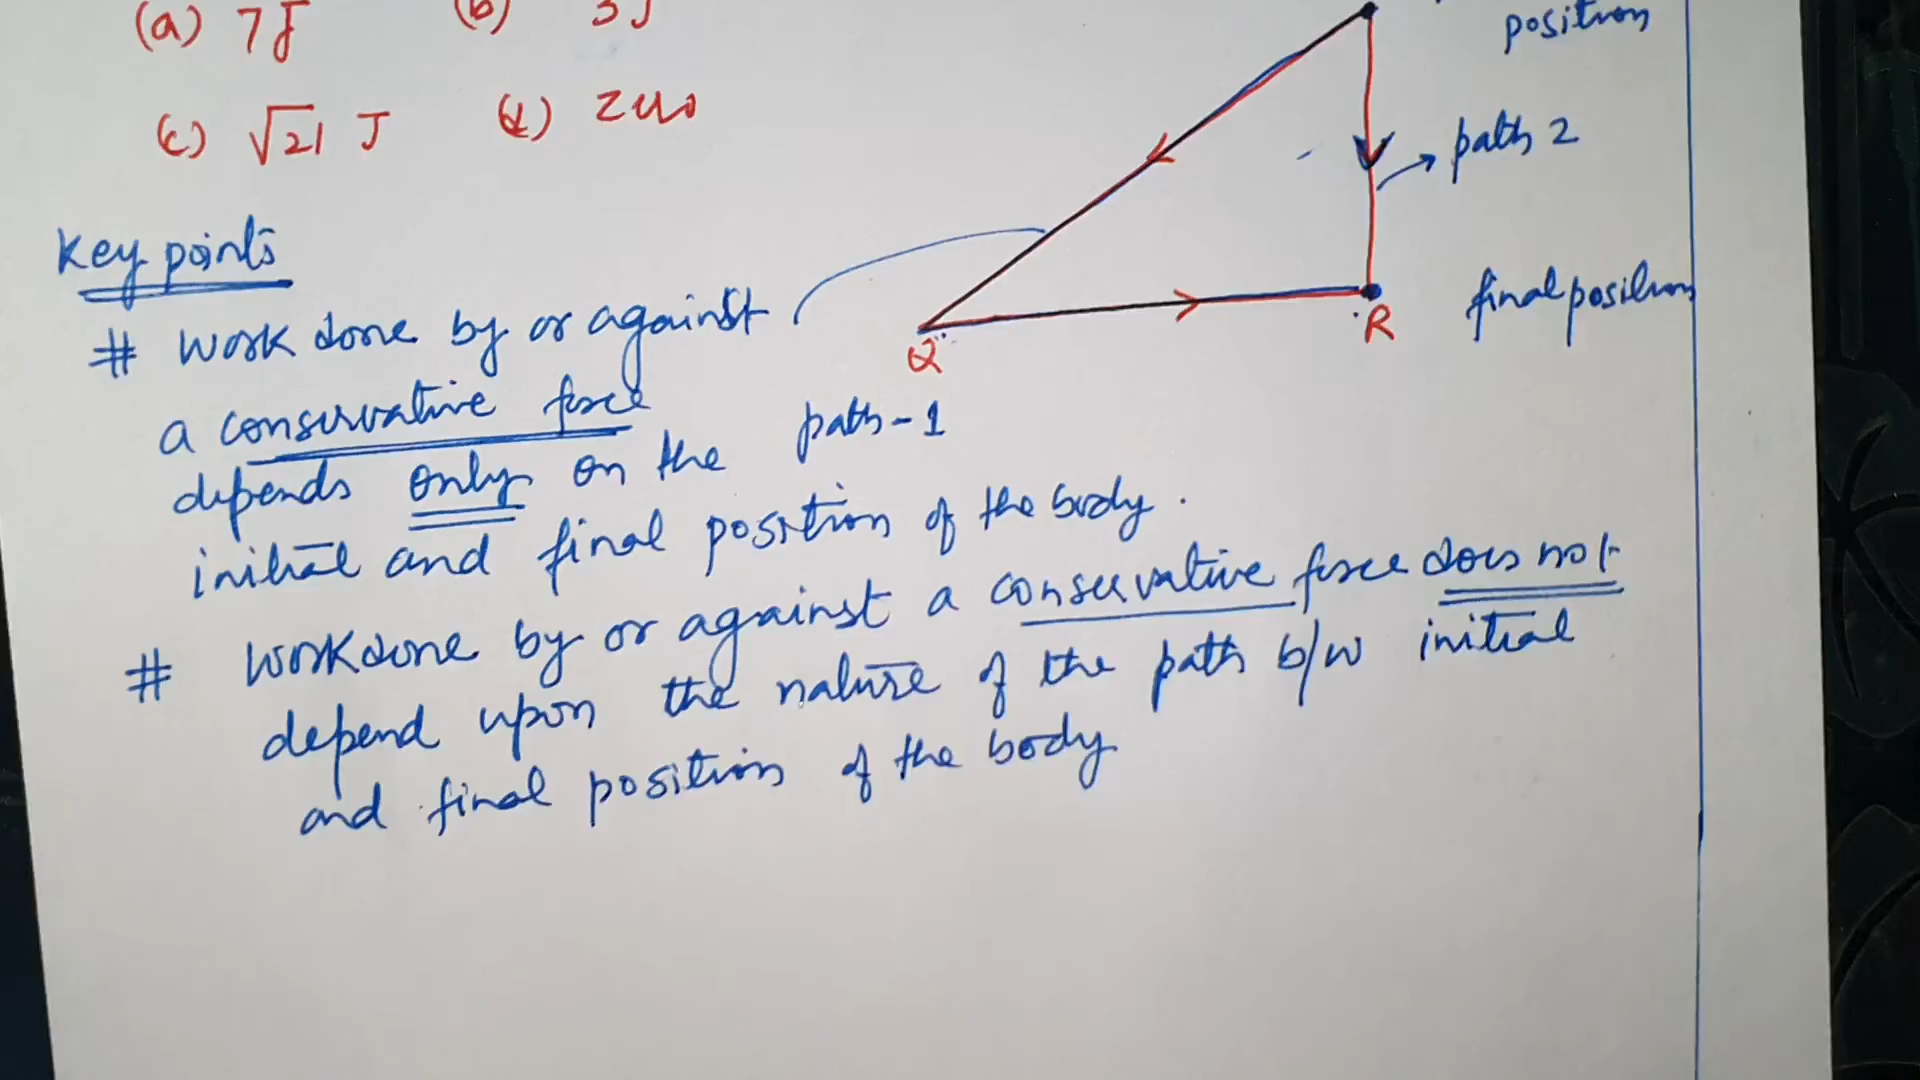 (a) 7J (b) 3J
(c) √21 J (d) Zero
position
path 2
Key points
# Work done by or against
a conservative force
depends only on the
initial and final position of the body.
Q
R
final position
path-1
# Workdone by or against a conservative force does not
depend upon the nature of the path b/w initial
and final position of the body